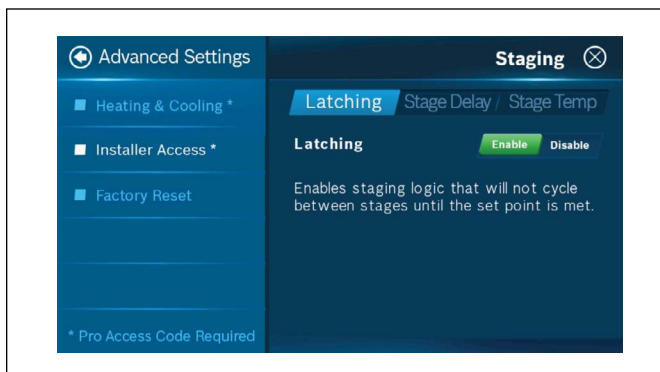 Advanced Settings
Heating & Cooling *
Installer Access *
Factory Reset
* Pro Access Code Required
Staging
Latching Stage Delay / Stage Temp
Latching Enable Disable
Enables staging logic that will not cycle
between stages until the set point is met.